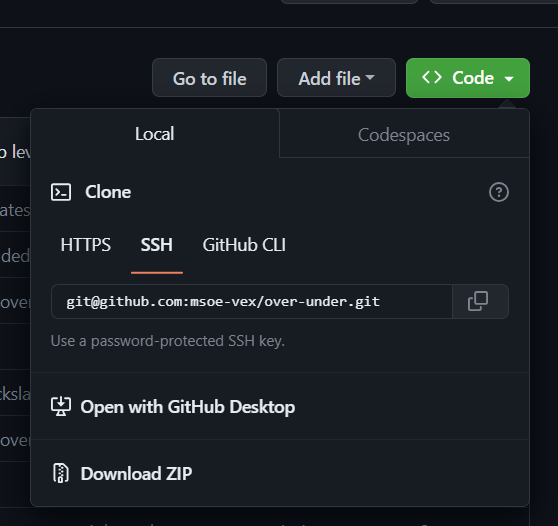 Go to file
Add file
<> Code
Local
Codespaces
Clone
HTTPS
SSH
GitHub CLI
git@github.com:msoe-vex/over-under.git
Use a password-protected SSH key.
Open with GitHub Desktop
Download ZIP